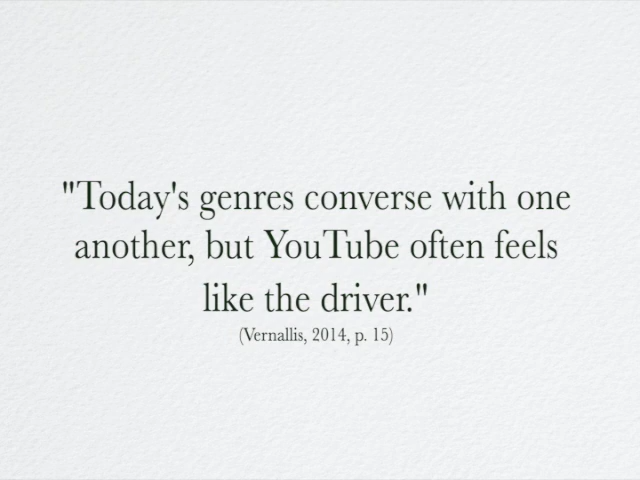 "Today's genres converse with one
another, but YouTube often feels
like the driver."
(Vernallis, 2014, p. 15)